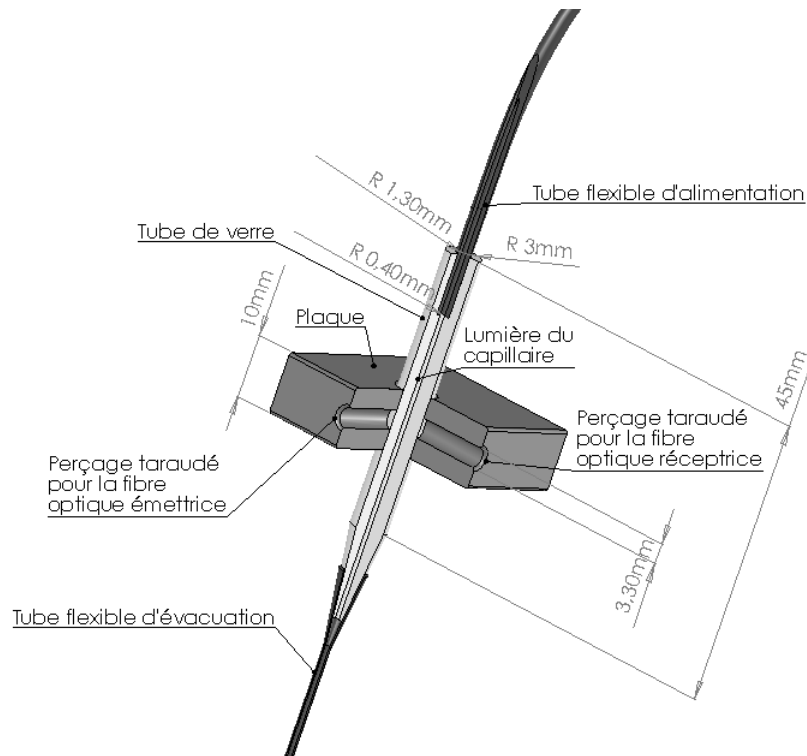 R 1,30mm
Tube flexible d'alimentation
Tube de verre
R 3mm
R 0,40mm
10mm
Plaque
Lumière du
capillaire
45mm
Perçage taraudé
pour la fibre
optique réceptrice
Perçage taraudé
pour la fibre
optique émettrice
3,30mm
Tube flexible d'évacuation